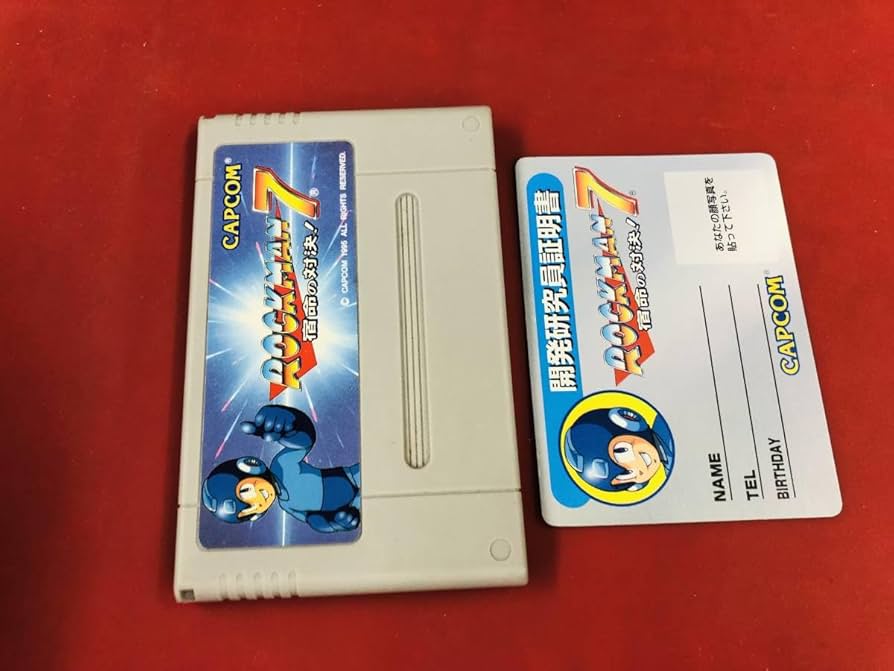 CAPCOM®
ROCKMAN 7®
宿命の対決!
© CAPCOM 1995 ALL RIGHTS RESERVED.
開発研究員証明書
ROCKMAN 7®
宿命の対決!
あなたの顔写真を
貼って下さい。
NAME
TEL
BIRTHDAY
CAPCOM®